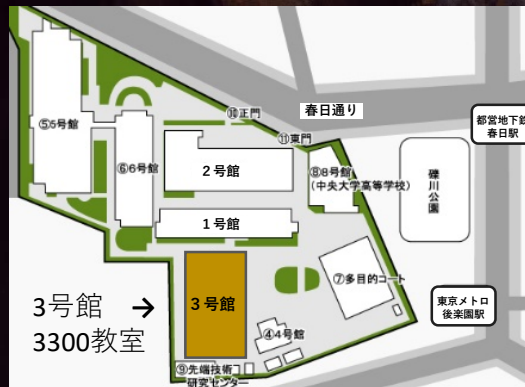 ⑩正門
春日通り
都営地下鉄
春日駅
⑤5号館
⑪東門
⑥6号館
2号館
⑧8号館
(中央大学高等学校)
礫川公園
1号館
⑦多目的コート
3号館 →
3300教室
3号館
東京メトロ
後楽園駅
④4号館
⑨先端技術
研究センター